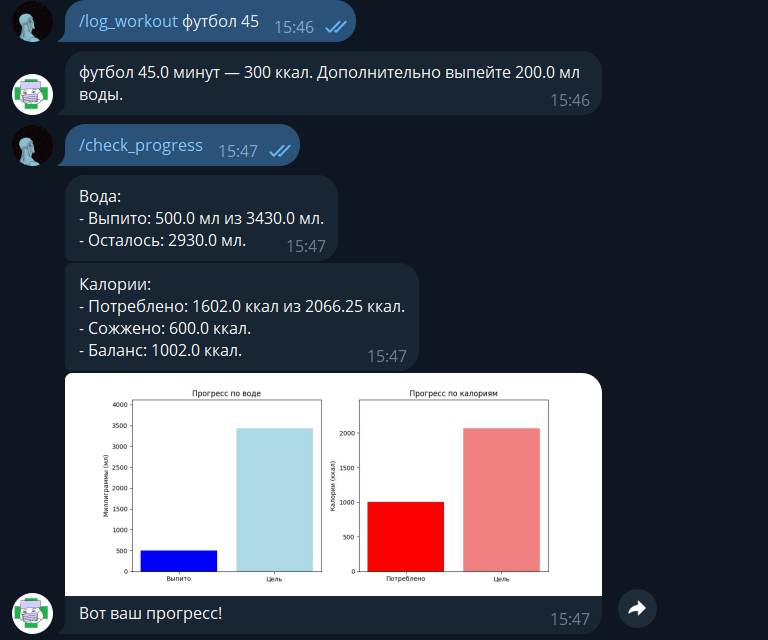 /log_workout футбол 45 15:46
футбол 45.0 минут — 300 ккал. Дополнительно выпейте 200.0 мл
воды.
15:46
/check_progress 15:47
Вода:
- Выпито: 500.0 мл из 3430.0 мл.
- Осталось: 2930.0 мл.
15:47
Калории:
- Потреблено: 1602.0 ккал из 2066.25 ккал.
- Сожжено: 600.0 ккал.
- Баланс: 1002.0 ккал.
15:47
Прогресс по воде
Миллиграммы (мл)
4000
3500
3000
2500
2000
1500
1000
500
0
Выпито Цель
Прогресс по калориям
Калории (ккал)
2000
1500
1000
500
0
Потреблено Цель
Вот ваш прогресс!
15:47